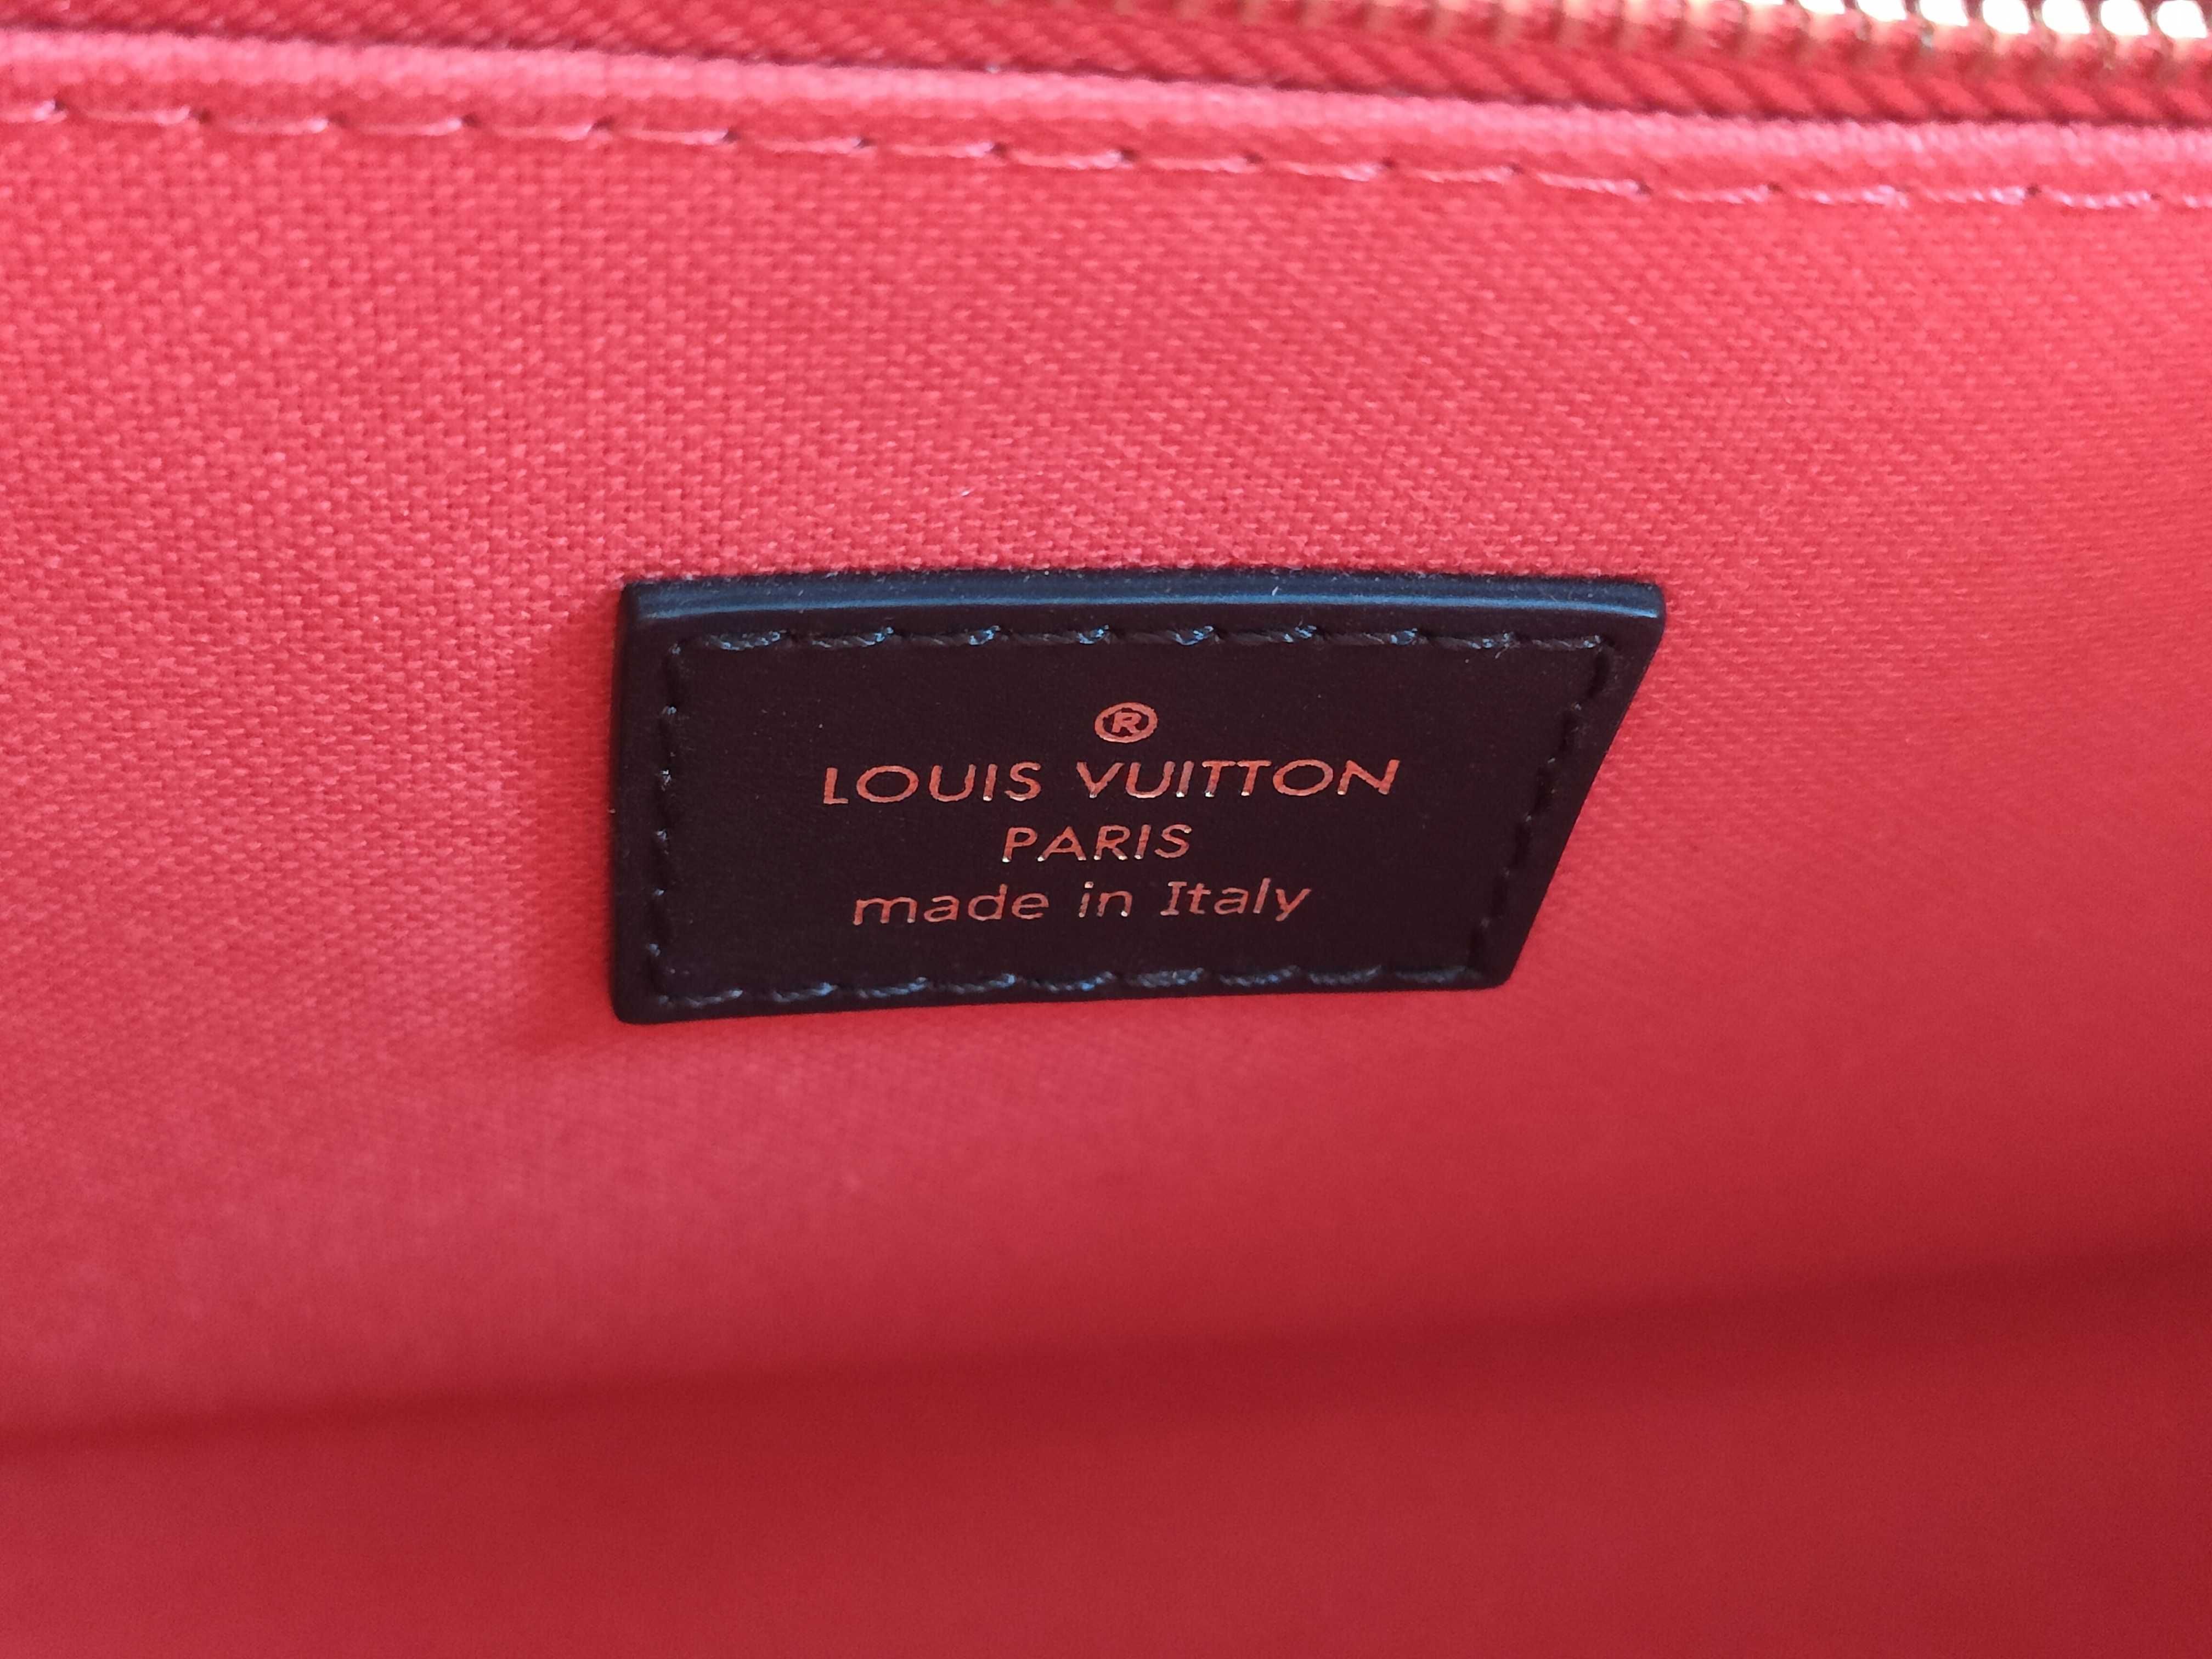 ®
LOUIS VUITTON
PARIS
made in Italy